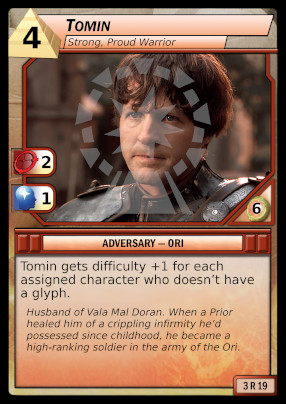 4
TOMIN
Strong, Proud Warrior
2
1
6
ADVERSARY — ORI
Tomin gets difficulty +1 for each
assigned character who doesn't have
a glyph.
Husband of Vala Mal Doran. When a Prior
healed him of a crippling infirmity he'd
possessed since childhood, he became a
high-ranking soldier in the army of the Ori.
3 R 19